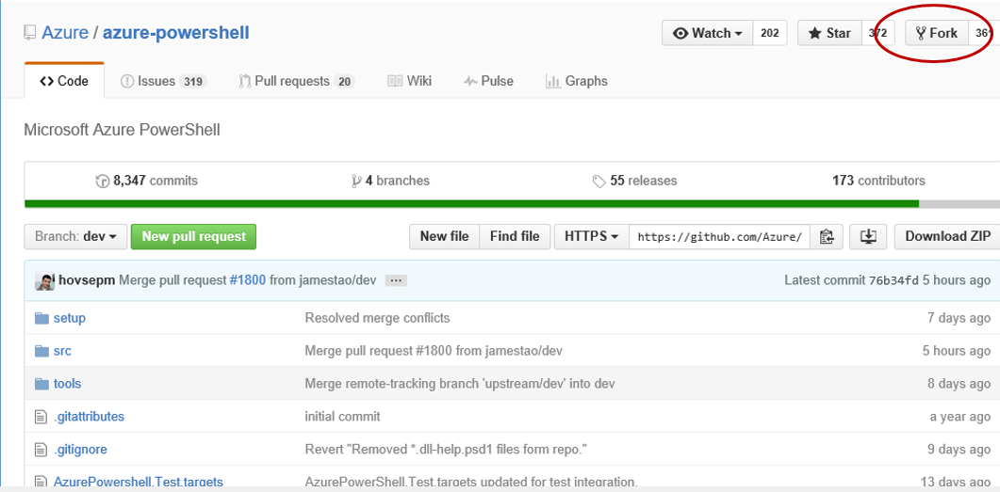 Azure / azure-powershell Watch 202 Star 372 Fork
Code Issues 319 Pull requests 20 Wiki Pulse Graphs
Microsoft Azure PowerShell
8,347 commits 4 branches 55 releases 173 contributors
Branch: dev New pull request New file Find file HTTPS https://github.com/Azure/ Download ZIP
hovsepm Merge pull request #1800 from jamestao/dev ... Latest commit 76b34fd 5 hours ago
setup Resolved merge conflicts 7 days ago
src Merge pull request #1800 from jamestao/dev 5 hours ago
tools Merge remote-tracking branch 'upstream/dev' into dev 8 days ago
.gitattributes initial commit a year ago
.gitignore Revert "Removed *.dll-help.psd1 files form repo." 9 days ago
AzurePowershell.Test.targets AzurePowerShell.Test.targets updated for test integration. 13 days ago